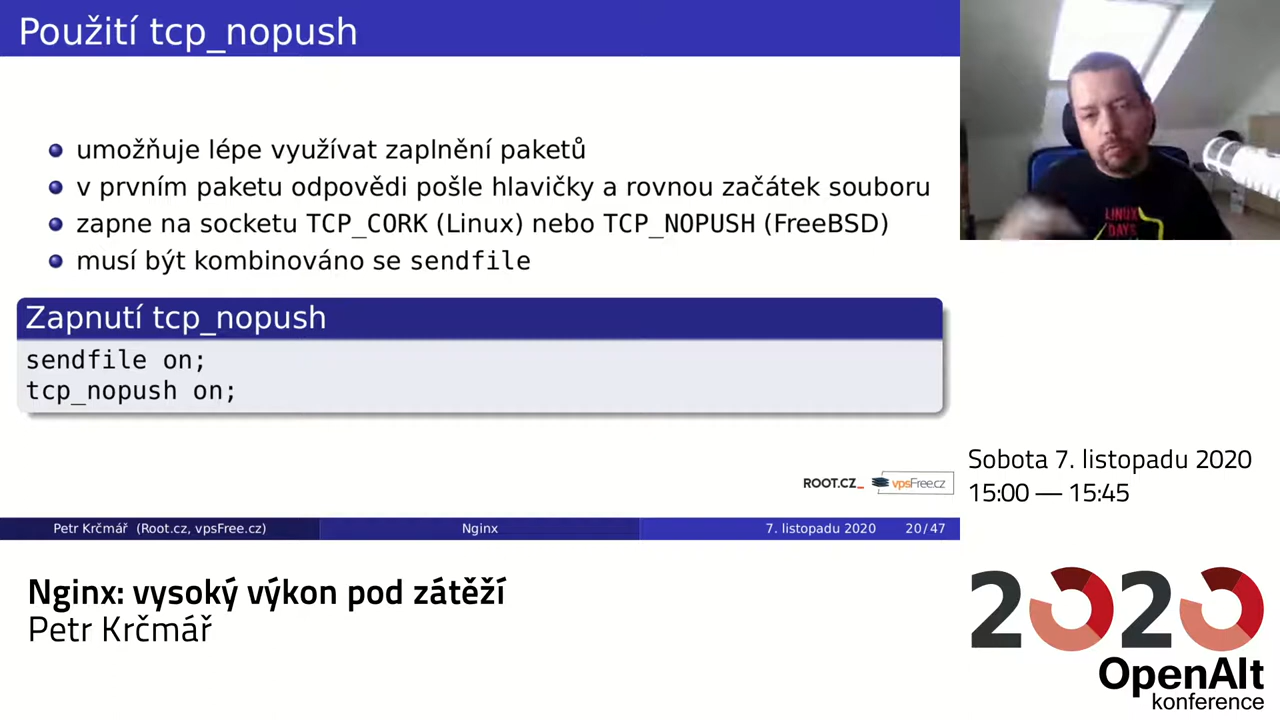 Použití tcp_nopush
umožňuje lépe využívat zaplnění paketů
v prvním paketu odpovědi pošle hlavičky a rovnou začátek souboru
zapne na socketu TCP_CORK (Linux) nebo TCP_NOPUSH (FreeBSD)
musí být kombinováno se sendfile
Zapnutí tcp_nopush
sendfile on;
tcp_nopush on;
ROOT.CZ_ vpsFree.cz
Petr Krčmář (Root.cz, vpsFree.cz) Nginx 7. listopadu 2020 20/47
LINUX
DAYS
Sobota 7. listopadu 2020
15:00 — 15:45
Nginx: vysoký výkon pod zátěží
Petr Krčmář
2020
OpenAlt
konference